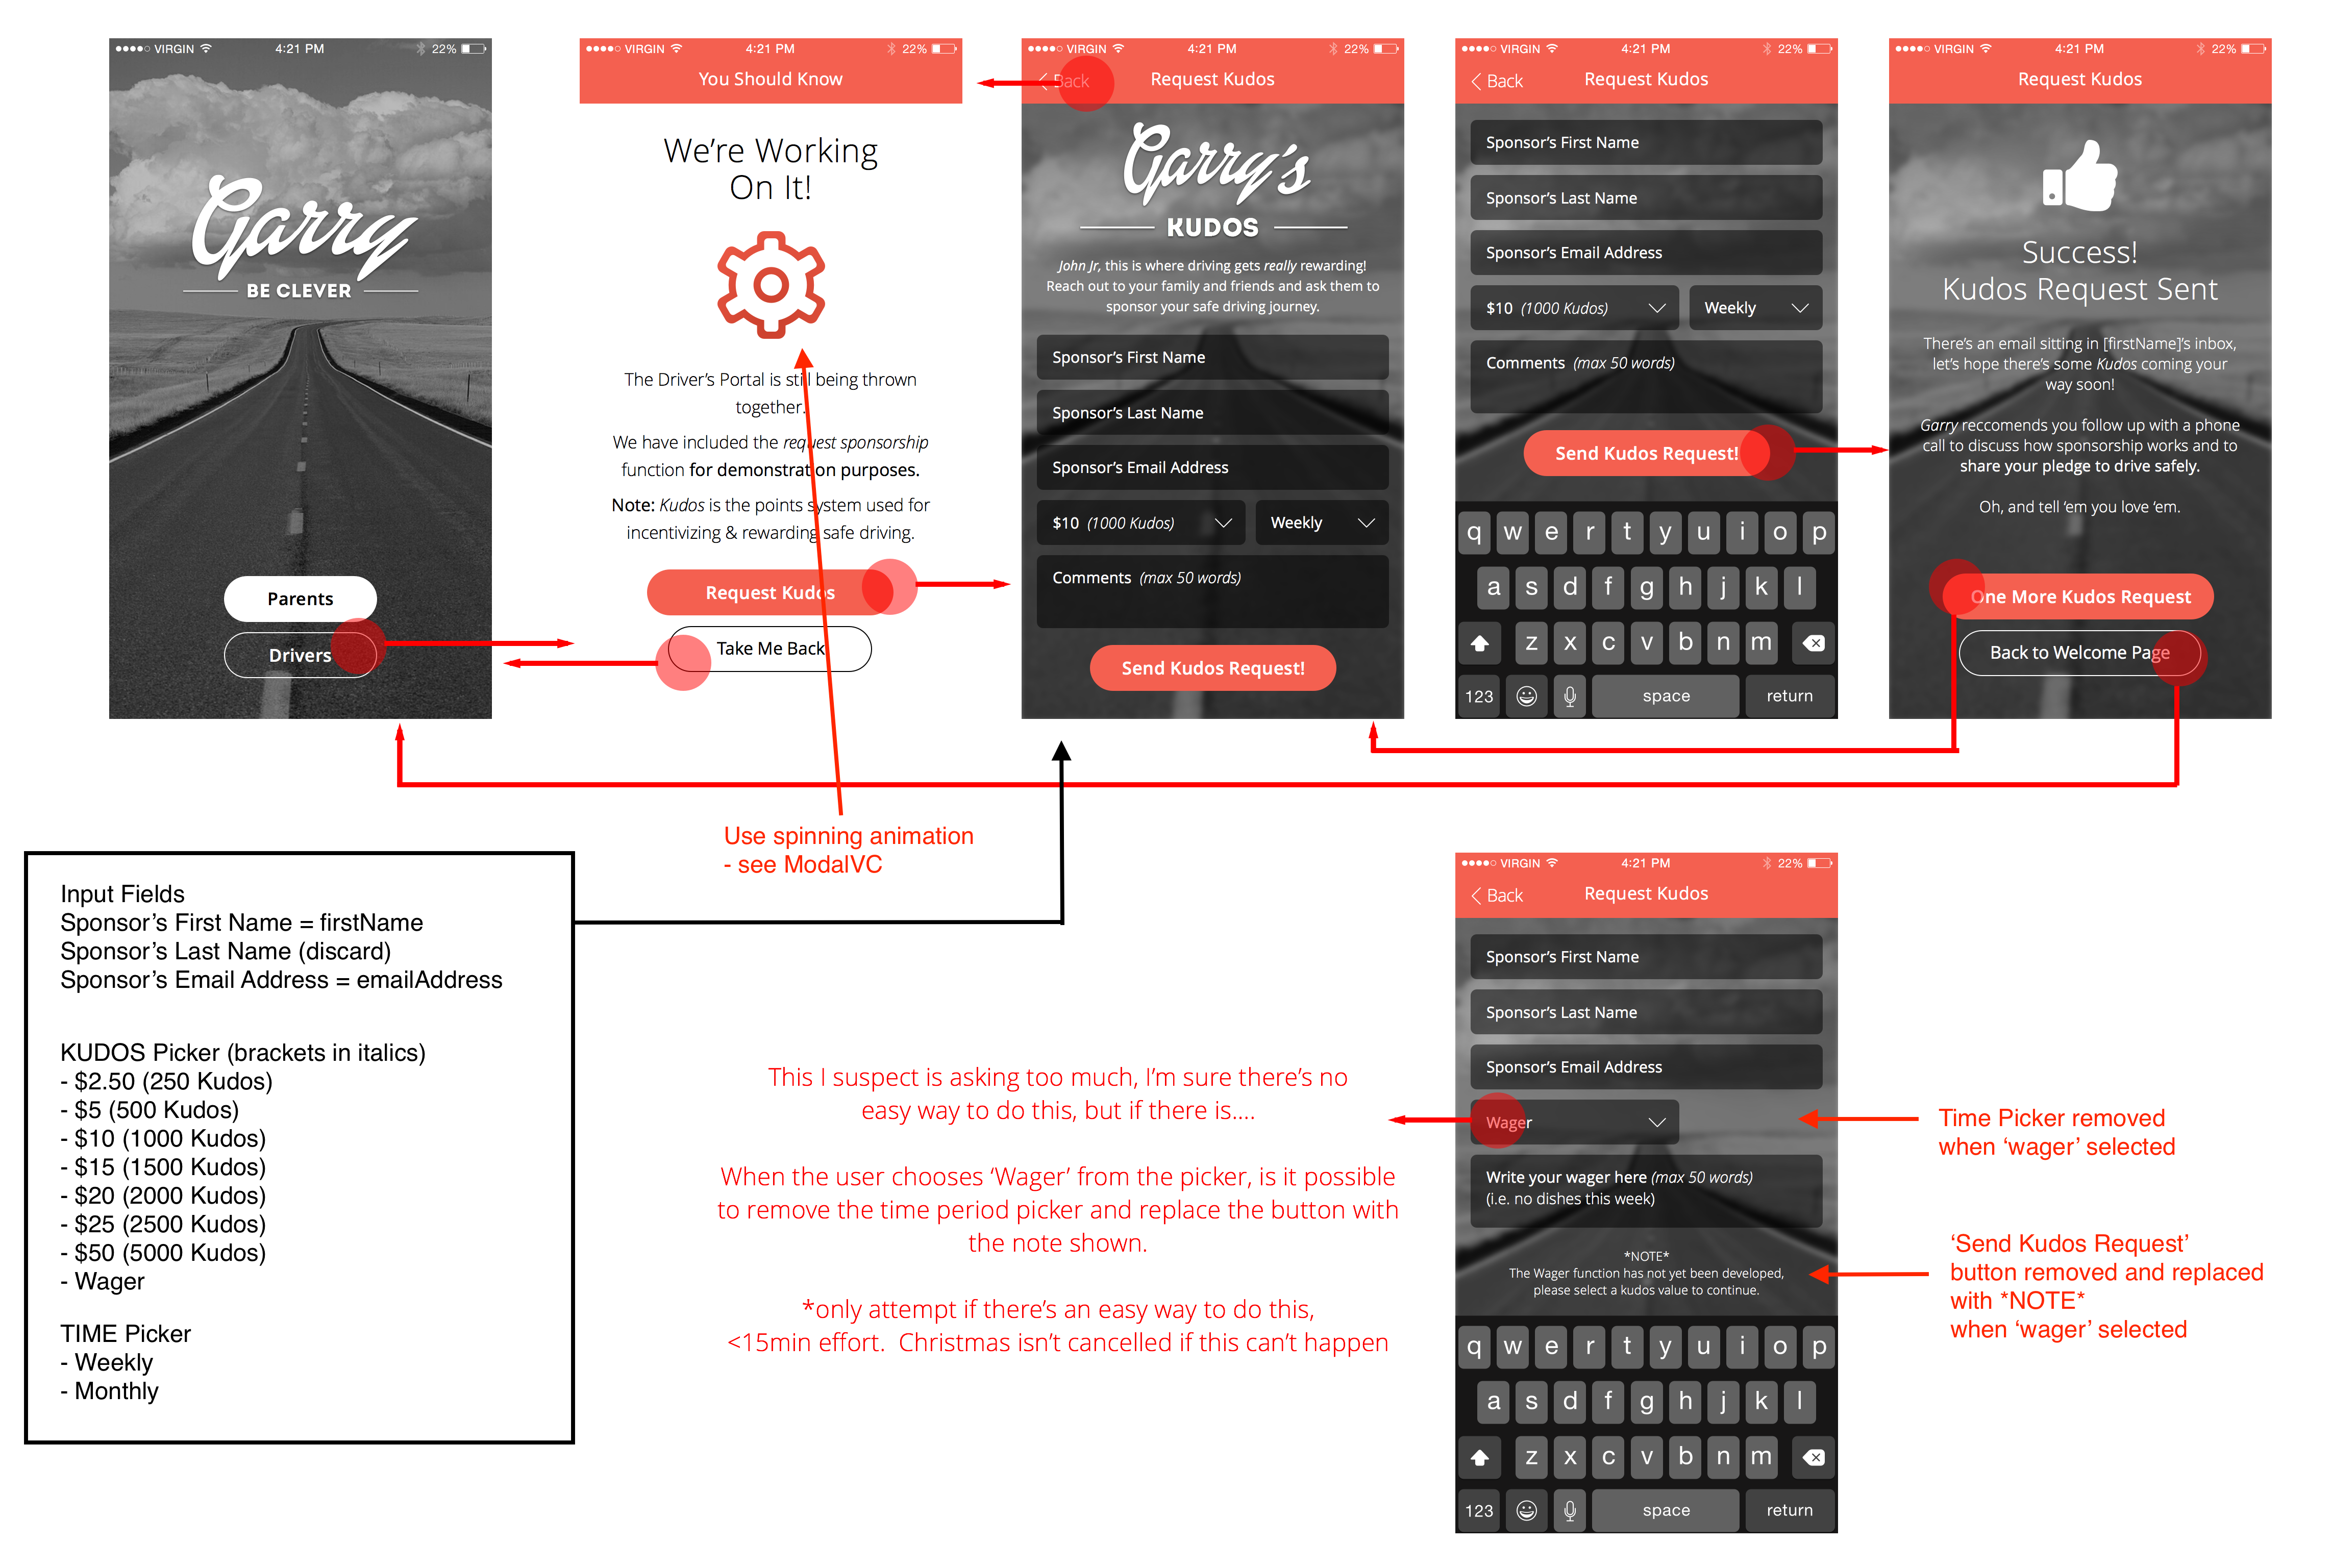 VIRGIN 4:21 PM 22%
Garry
BE CLEVER
Parents
Drivers
VIRGIN 4:21 PM 22%
You Should Know
We're Working
On It!
The Driver's Portal is still being thrown
together.
We have included the request sponsorship
function for demonstration purposes.
Note: Kudos is the points system used for
incentivizing & rewarding safe driving.
Request Kudos
Take Me Back
VIRGIN 4:21 PM 22%
Back Request Kudos
Garry's
KUDOS
John Jr, this is where driving gets really rewarding!
Reach out to your family and friends and ask them to
sponsor your safe driving journey.
Sponsor's First Name
Sponsor's Last Name
Sponsor's Email Address
$10 (1000 Kudos) Weekly
Comments (max 50 words)
Send Kudos Request!
VIRGIN 4:21 PM 22%
Back Request Kudos
Sponsor's First Name
Sponsor's Last Name
Sponsor's Email Address
$10 (1000 Kudos) Weekly
Comments (max 50 words)
Send Kudos Request!
q w e r t y u i o p
a s d f g h j k l
z x c v b n m
123 space return
VIRGIN 4:21 PM 22%
Request Kudos
Success!
Kudos Request Sent
There's an email sitting in [firstName]'s inbox,
let's hope there's some Kudos coming your
way soon!
Garry reccomends you follow up with a phone
call to discuss how sponsorship works and to
share your pledge to drive safely.
Oh, and tell 'em you love 'em.
One More Kudos Request
Back to Welcome Page
Use spinning animation
- see ModalVC
Input Fields
Sponsor's First Name = firstName
Sponsor's Last Name (discard)
Sponsor's Email Address = emailAddress
KUDOS Picker (brackets in italics)
- $2.50 (250 Kudos)
- $5 (500 Kudos)
- $10 (1000 Kudos)
- $15 (1500 Kudos)
- $20 (2000 Kudos)
- $25 (2500 Kudos)
- $50 (5000 Kudos)
- Wager
TIME Picker
- Weekly
- Monthly
This I suspect is asking too much, I'm sure there's no
easy way to do this, but if there is....
When the user chooses 'Wager' from the picker, is it possible
to remove the time period picker and replace the button with
the note shown.
*only attempt if there's an easy way to do this,
<15min effort. Christmas isn't cancelled if this can't happen
VIRGIN 4:21 PM 22%
Back Request Kudos
Sponsor's First Name
Sponsor's Last Name
Sponsor's Email Address
Wager
Write your wager here (max 50 words)
(i.e. no dishes this week)
*NOTE*
The Wager function has not yet been developed,
please select a kudos value to continue.
q w e r t y u i o p
a s d f g h j k l
z x c v b n m
123 space return
Time Picker removed
when 'wager' selected
'Send Kudos Request'
button removed and replaced
with *NOTE*
when 'wager' selected